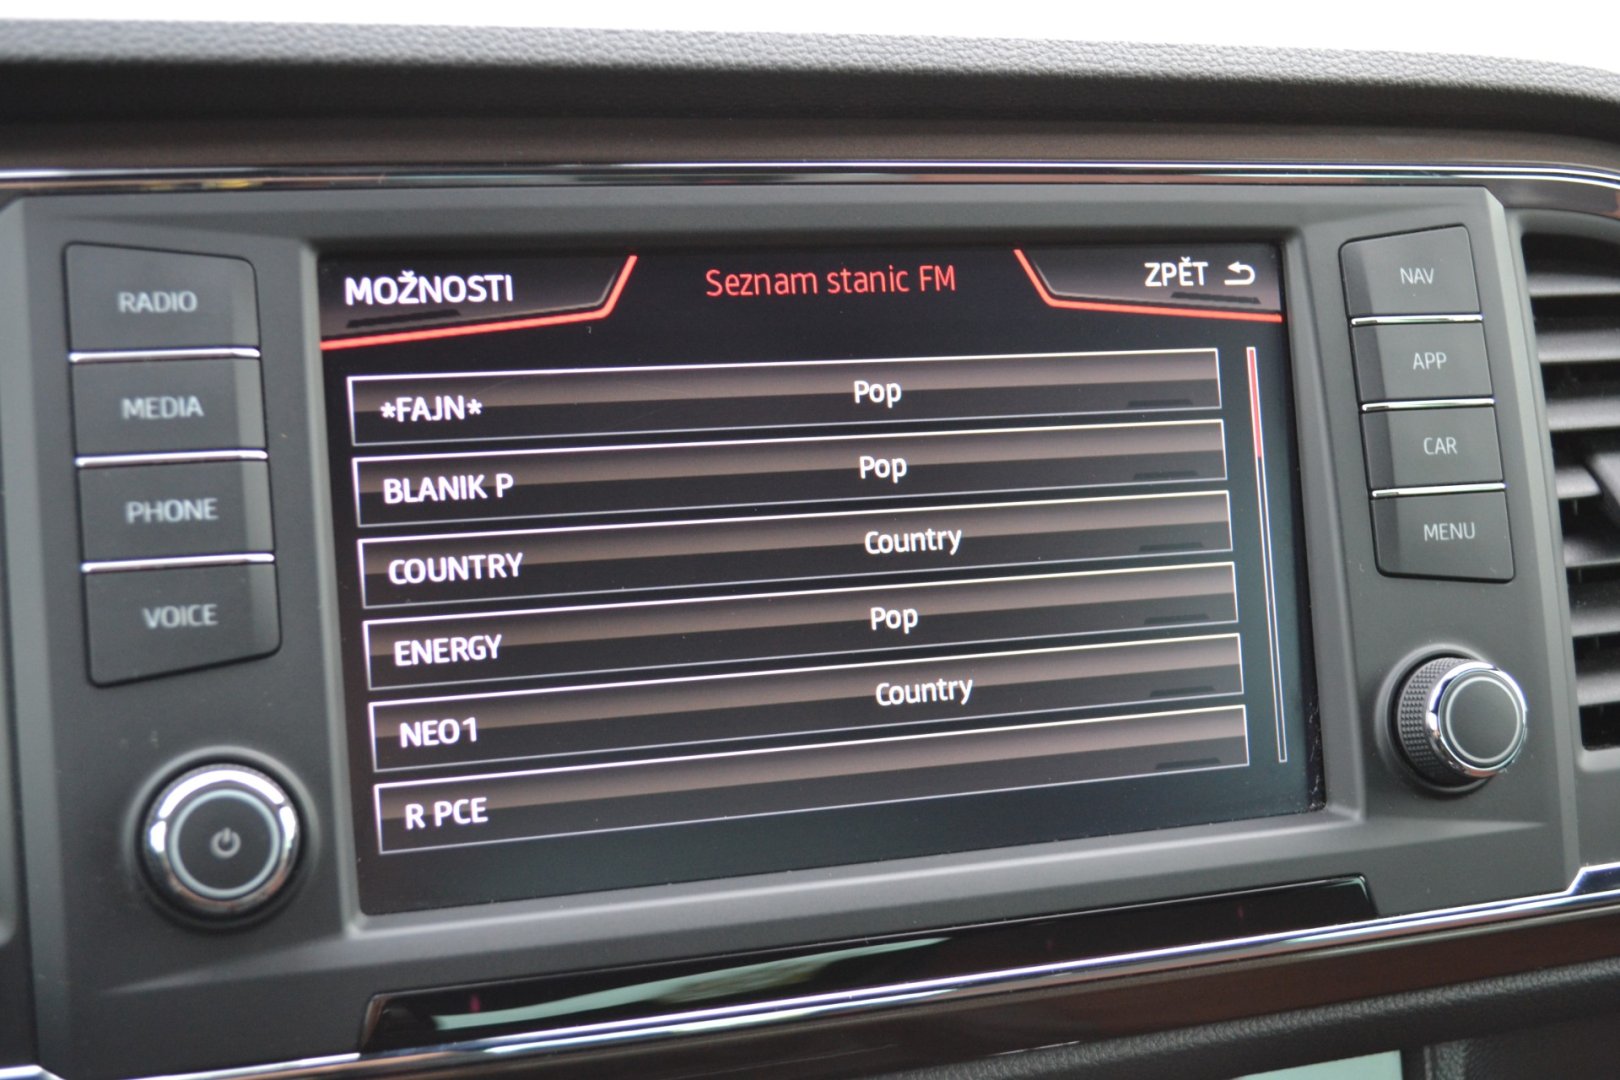 RADIO
MEDIA
PHONE
VOICE
MOŽNOSTI
Seznam stanic FM
ZPĚT
*FAJN* Pop
BLANIK P Pop
COUNTRY Country
ENERGY Pop
NEO1 Country
R PCE
NAV
APP
CAR
MENU